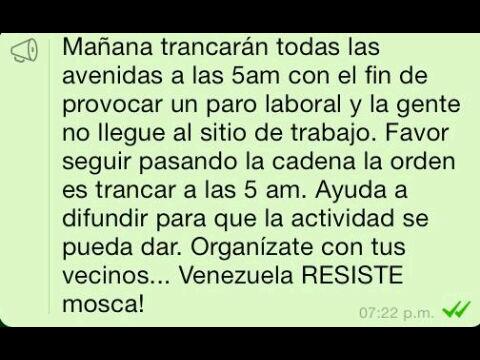 Mañana trancarán todas las
avenidas a las 5am con el fin de
provocar un paro laboral y la gente
no llegue al sitio de trabajo. Favor
seguir pasando la cadena la orden
es trancar a las 5 am. Ayuda a
difundir para que la actividad se
pueda dar. Organízate con tus
vecinos... Venezuela RESISTE
mosca!
07:22 p.m.